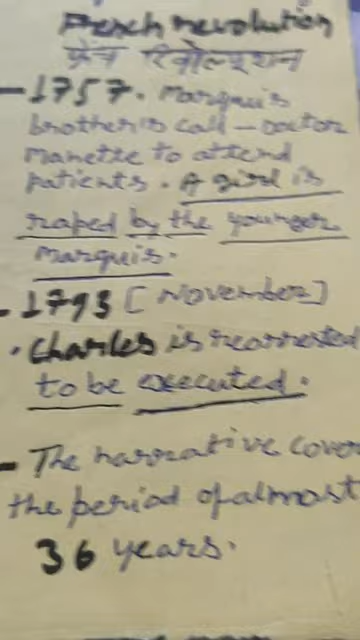 French revolution
फ्रेंच रिवोल्यूशन
- 1757. Marquis
brothers call - Doctor
Manette to attend
patients. A girl is
raped by the younger
Marquis.
- 1793 [November]
. Charles is rearrested
to be executed.
- The narrative cover
the period of almost
36 years.